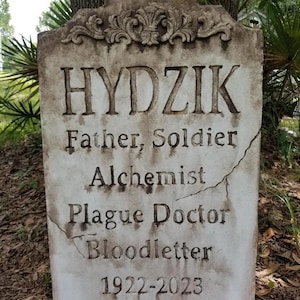 HYDZIK
Father, Soldier
Alchemist
Plague Doctor
Bloodletter
1922-2023